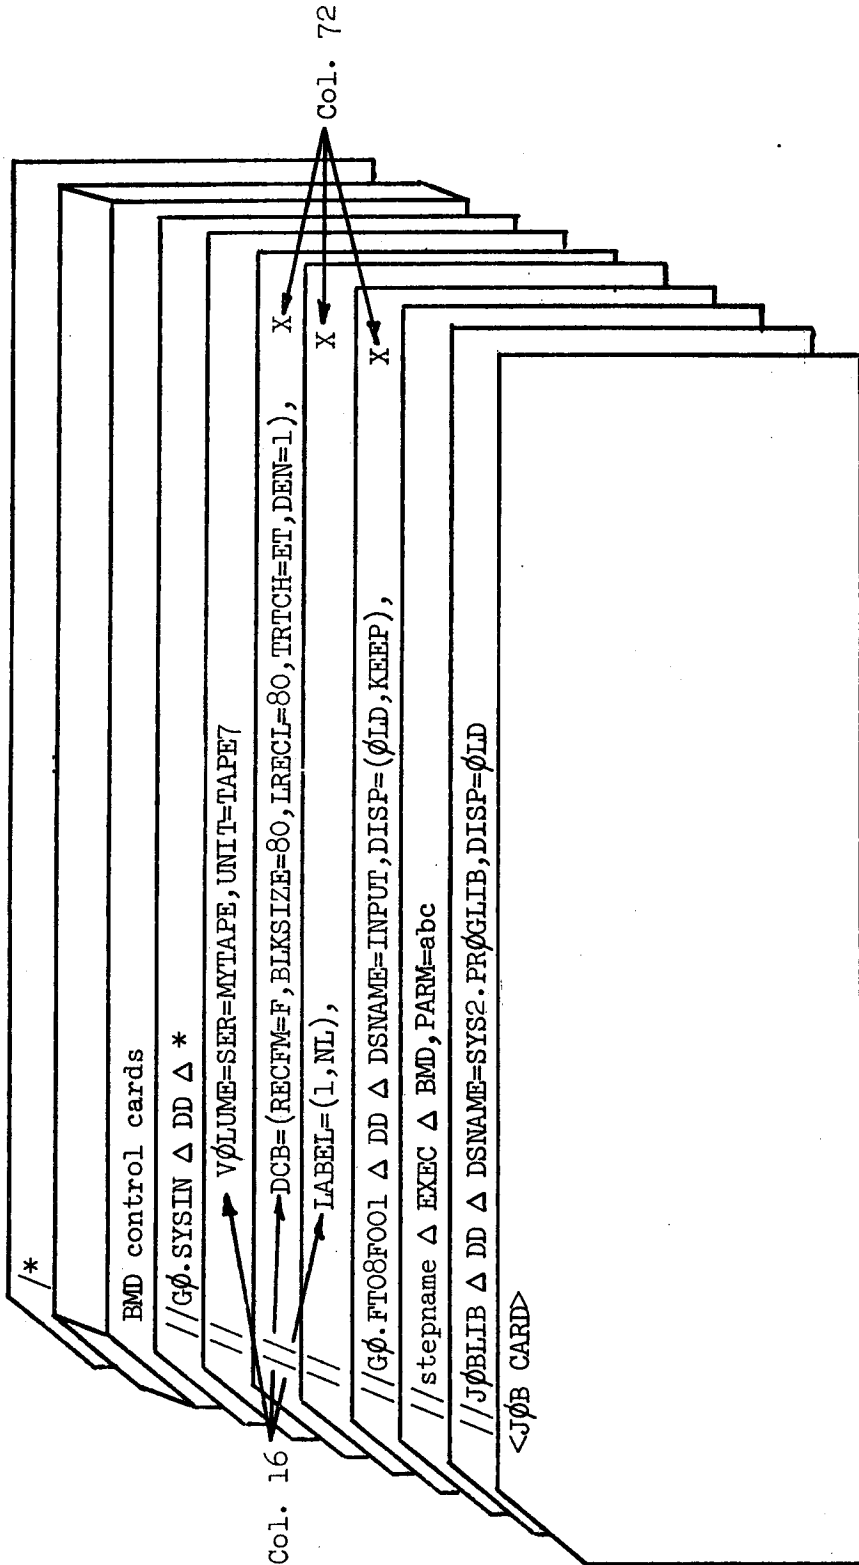 /*
BMD control cards
//GØ.SYSIN Δ DD Δ *
// VØLUME=SER=MYTAPE,UNIT=TAPE7
Col. 16
// DCB=(RECFM=F,BLKSIZE=80,LRECL=80,TRTCH=ET,DEN=1), X
// LABEL=(1,NL), X
Col. 72
//GØ.FT08F001 Δ DD Δ DSNAME=INPUT,DISP=(ØLD,KEEP), X
//stepname Δ EXEC Δ BMD,PARM=abc
//JØBLIB Δ DD Δ DSNAME=SYS2.PRØGLIB,DISP=ØLD
<JØB CARD>